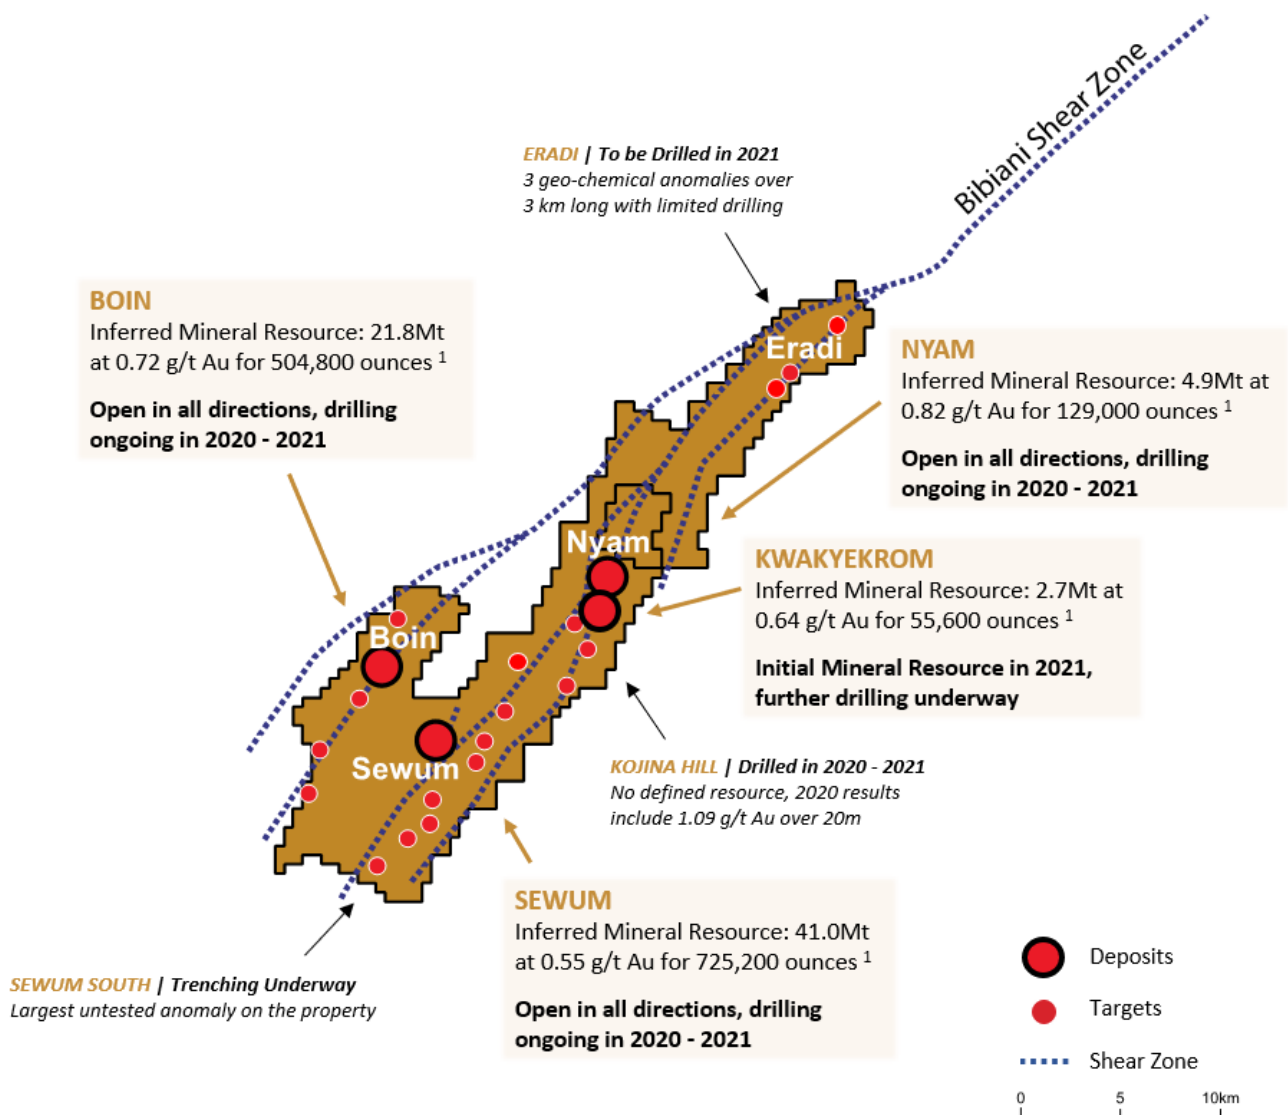 Bibiani Shear Zone
ERADI | To be Drilled in 2021
3 geo-chemical anomalies over
3 km long with limited drilling
BOIN
Inferred Mineral Resource: 21.8Mt
at 0.72 g/t Au for 504,800 ounces 1
Open in all directions, drilling
ongoing in 2020 - 2021
Eradi
NYAM
Inferred Mineral Resource: 4.9Mt at
0.82 g/t Au for 129,000 ounces 1
Open in all directions, drilling
ongoing in 2020 - 2021
Nyam
KWAKYEKROM
Inferred Mineral Resource: 2.7Mt at
0.64 g/t Au for 55,600 ounces 1
Initial Mineral Resource in 2021,
further drilling underway
Boin
Sewum
KOJINA HILL | Drilled in 2020 - 2021
No defined resource, 2020 results
include 1.09 g/t Au over 20m
SEWUM
Inferred Mineral Resource: 41.0Mt
at 0.55 g/t Au for 725,200 ounces 1
Open in all directions, drilling
ongoing in 2020 - 2021
SEWUM SOUTH | Trenching Underway
Largest untested anomaly on the property
Deposits
Targets
Shear Zone
0 5 10km